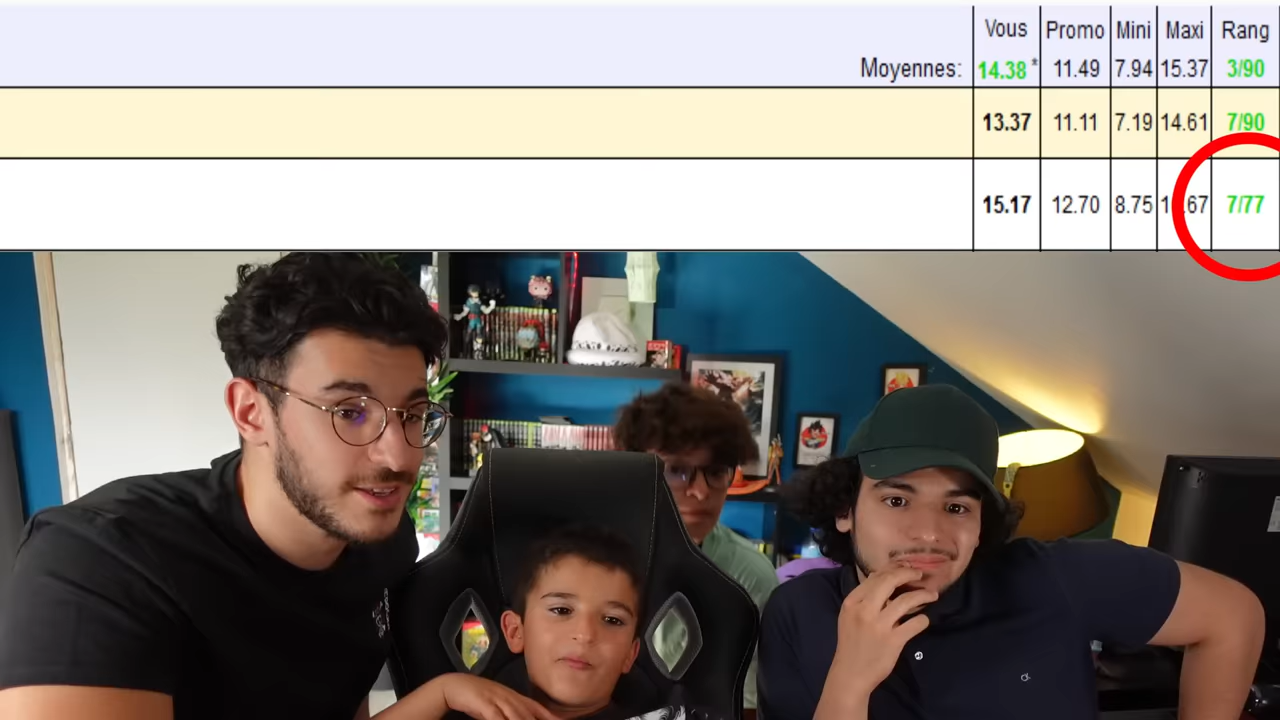 Vous Promo Mini Maxi Rang
Moyennes: 14.38 * 11.49 7.94 15.37 3/90
13.37 11.11 7.19 14.61 7/90
15.17 12.70 8.75 7/77